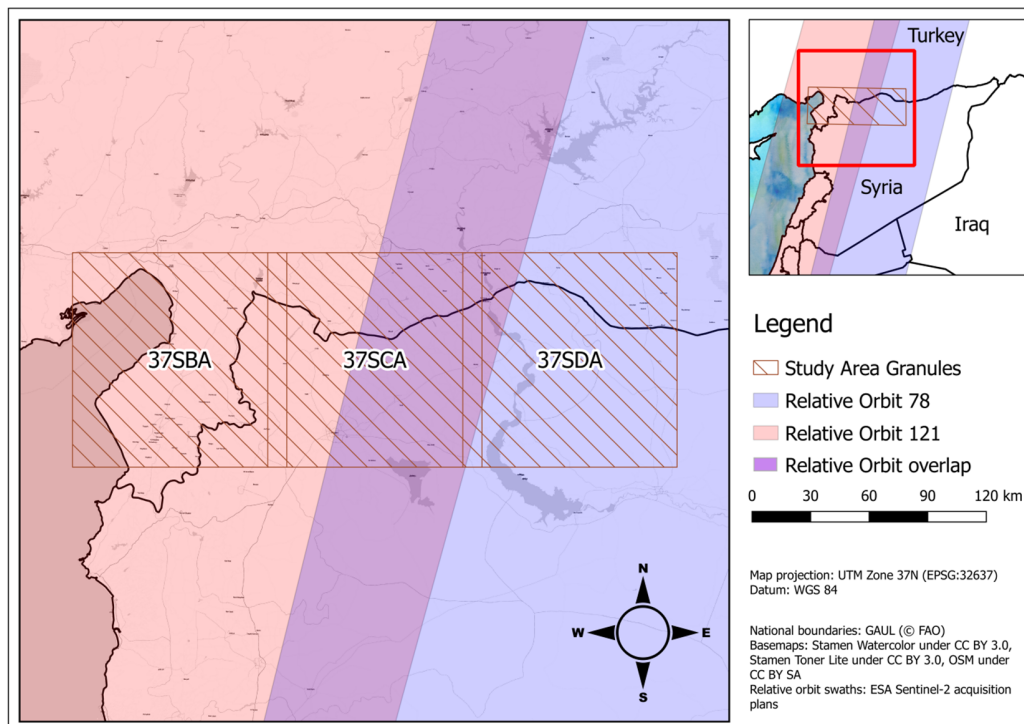 37SBA
37SCA
37SDA
N
W
E
S
Turkey
Syria
Iraq
Legend
Study Area Granules
Relative Orbit 78
Relative Orbit 121
Relative Orbit overlap
0 30 60 90 120 km
Map projection: UTM Zone 37N (EPSG:32637)
Datum: WGS 84
National boundaries: GAUL (© FAO)
Basemaps: Stamen Watercolor under CC BY 3.0,
Stamen Toner Lite under CC BY 3.0, OSM under
CC BY SA
Relative orbit swaths: ESA Sentinel-2 acquisition
plans